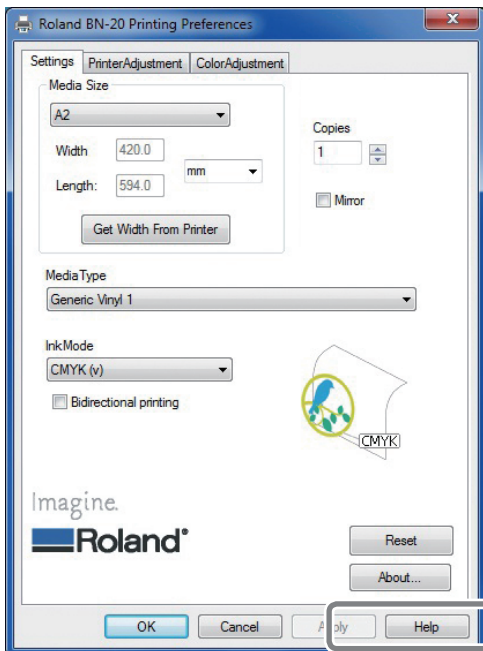 Roland BN-20 Printing Preferences
Settings PrinterAdjustment ColorAdjustment
Media Size
A2
Width 420.0
mm
Length: 594.0
Get Width From Printer
Copies
1
Mirror
MediaType
Generic Vinyl 1
InkMode
CMYK (v)
Bidirectional printing
CMYK
Imagine.
Roland®
Reset
About...
OK Cancel Apply Help